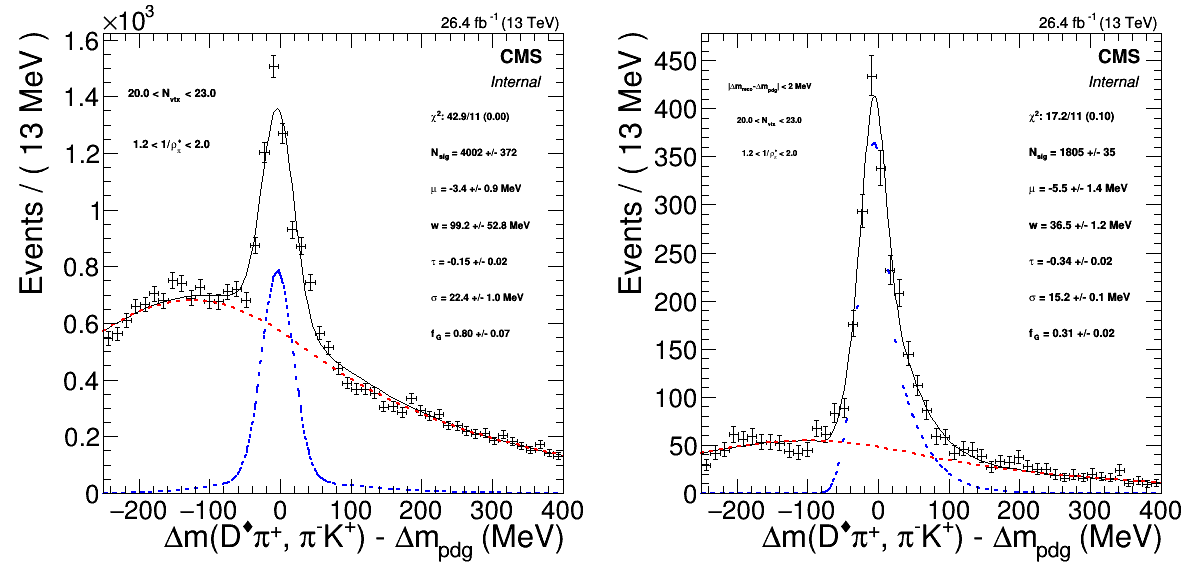 ×10³
26.4 fb⁻¹ (13 TeV)
CMS
Internal
20.0 < N_vtx < 23.0
1.2 < 1/ρ_π^♦ < 2.0
χ²: 42.9/11 (0.00)
N_sig = 4002 +/- 372
μ = -3.4 +/- 0.9 MeV
w = 99.2 +/- 52.8 MeV
τ = -0.15 +/- 0.02
σ = 22.4 +/- 1.0 MeV
f_G = 0.80 +/- 0.07
Events / ( 13 MeV )
1.6
1.4
1.2
1
0.8
0.6
0.4
0.2
0
−200 −100 0 100 200 300 400
Δm(D^♦π⁺, π⁻K⁺) - Δm_pdg (MeV)
26.4 fb⁻¹ (13 TeV)
CMS
Internal
|Δm_reco-Δm_pdg| < 2 MeV
20.0 < N_vtx < 23.0
1.2 < 1/ρ_π^♦ < 2.0
χ²: 17.2/11 (0.10)
N_sig = 1805 +/- 35
μ = -5.5 +/- 1.4 MeV
w = 36.5 +/- 1.2 MeV
τ = -0.34 +/- 0.02
σ = 15.2 +/- 0.1 MeV
f_G = 0.31 +/- 0.02
Events / ( 13 MeV )
450
400
350
300
250
200
150
100
50
0
−200 −100 0 100 200 300 400
Δm(D^♦π⁺, π⁻K⁺) - Δm_pdg (MeV)